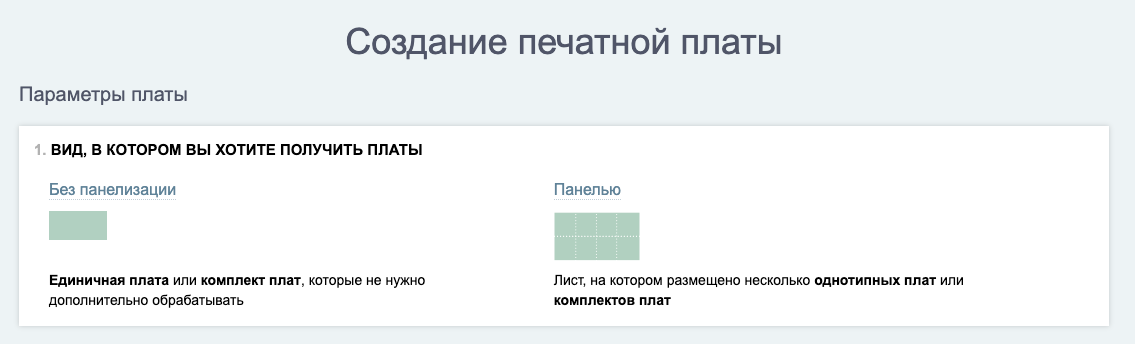 Создание печатной платы
Параметры платы
1. ВИД, В КОТОРОМ ВЫ ХОТИТЕ ПОЛУЧИТЬ ПЛАТЫ
Без панелизации
Панелью
Единичная плата или комплект плат, которые не нужно
дополнительно обрабатывать
Лист, на котором размещено несколько однотипных плат или
комплектов плат